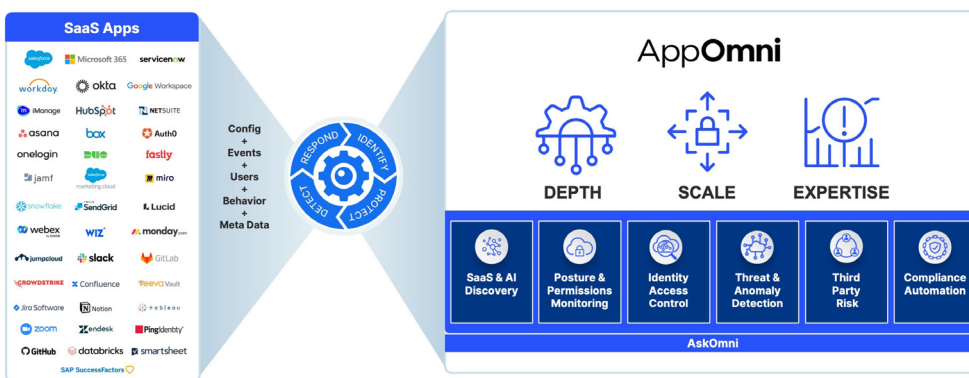 SaaS Apps
salesforce Microsoft 365 servicenow
workday. okta Google Workspace
iManage HubSpot NETSUITE
asana box Auth0
onelogin DUO fastly
jamf salesforce marketing cloud miro
snowflake SendGrid Lucid
webex by CISCO WIZ monday.com
jumpcloud slack GitLab
CROWDSTRIKE Confluence Veeva Vault
Jira Software Notion + a b l e a u
zoom zendesk PingIdentity
GitHub databricks smartsheet
SAP SuccessFactors
Config
+
Events
+
Users
+
Behavior
+
Meta Data
RESPOND
IDENTIFY
PROTECT
DETECT
AppOmni
DEPTH
SCALE
EXPERTISE
SaaS & AI
Discovery
Posture &
Permissions
Monitoring
Identity
Access
Control
Threat &
Anomaly
Detection
Third
Party
Risk
Compliance
Automation
AskOmni